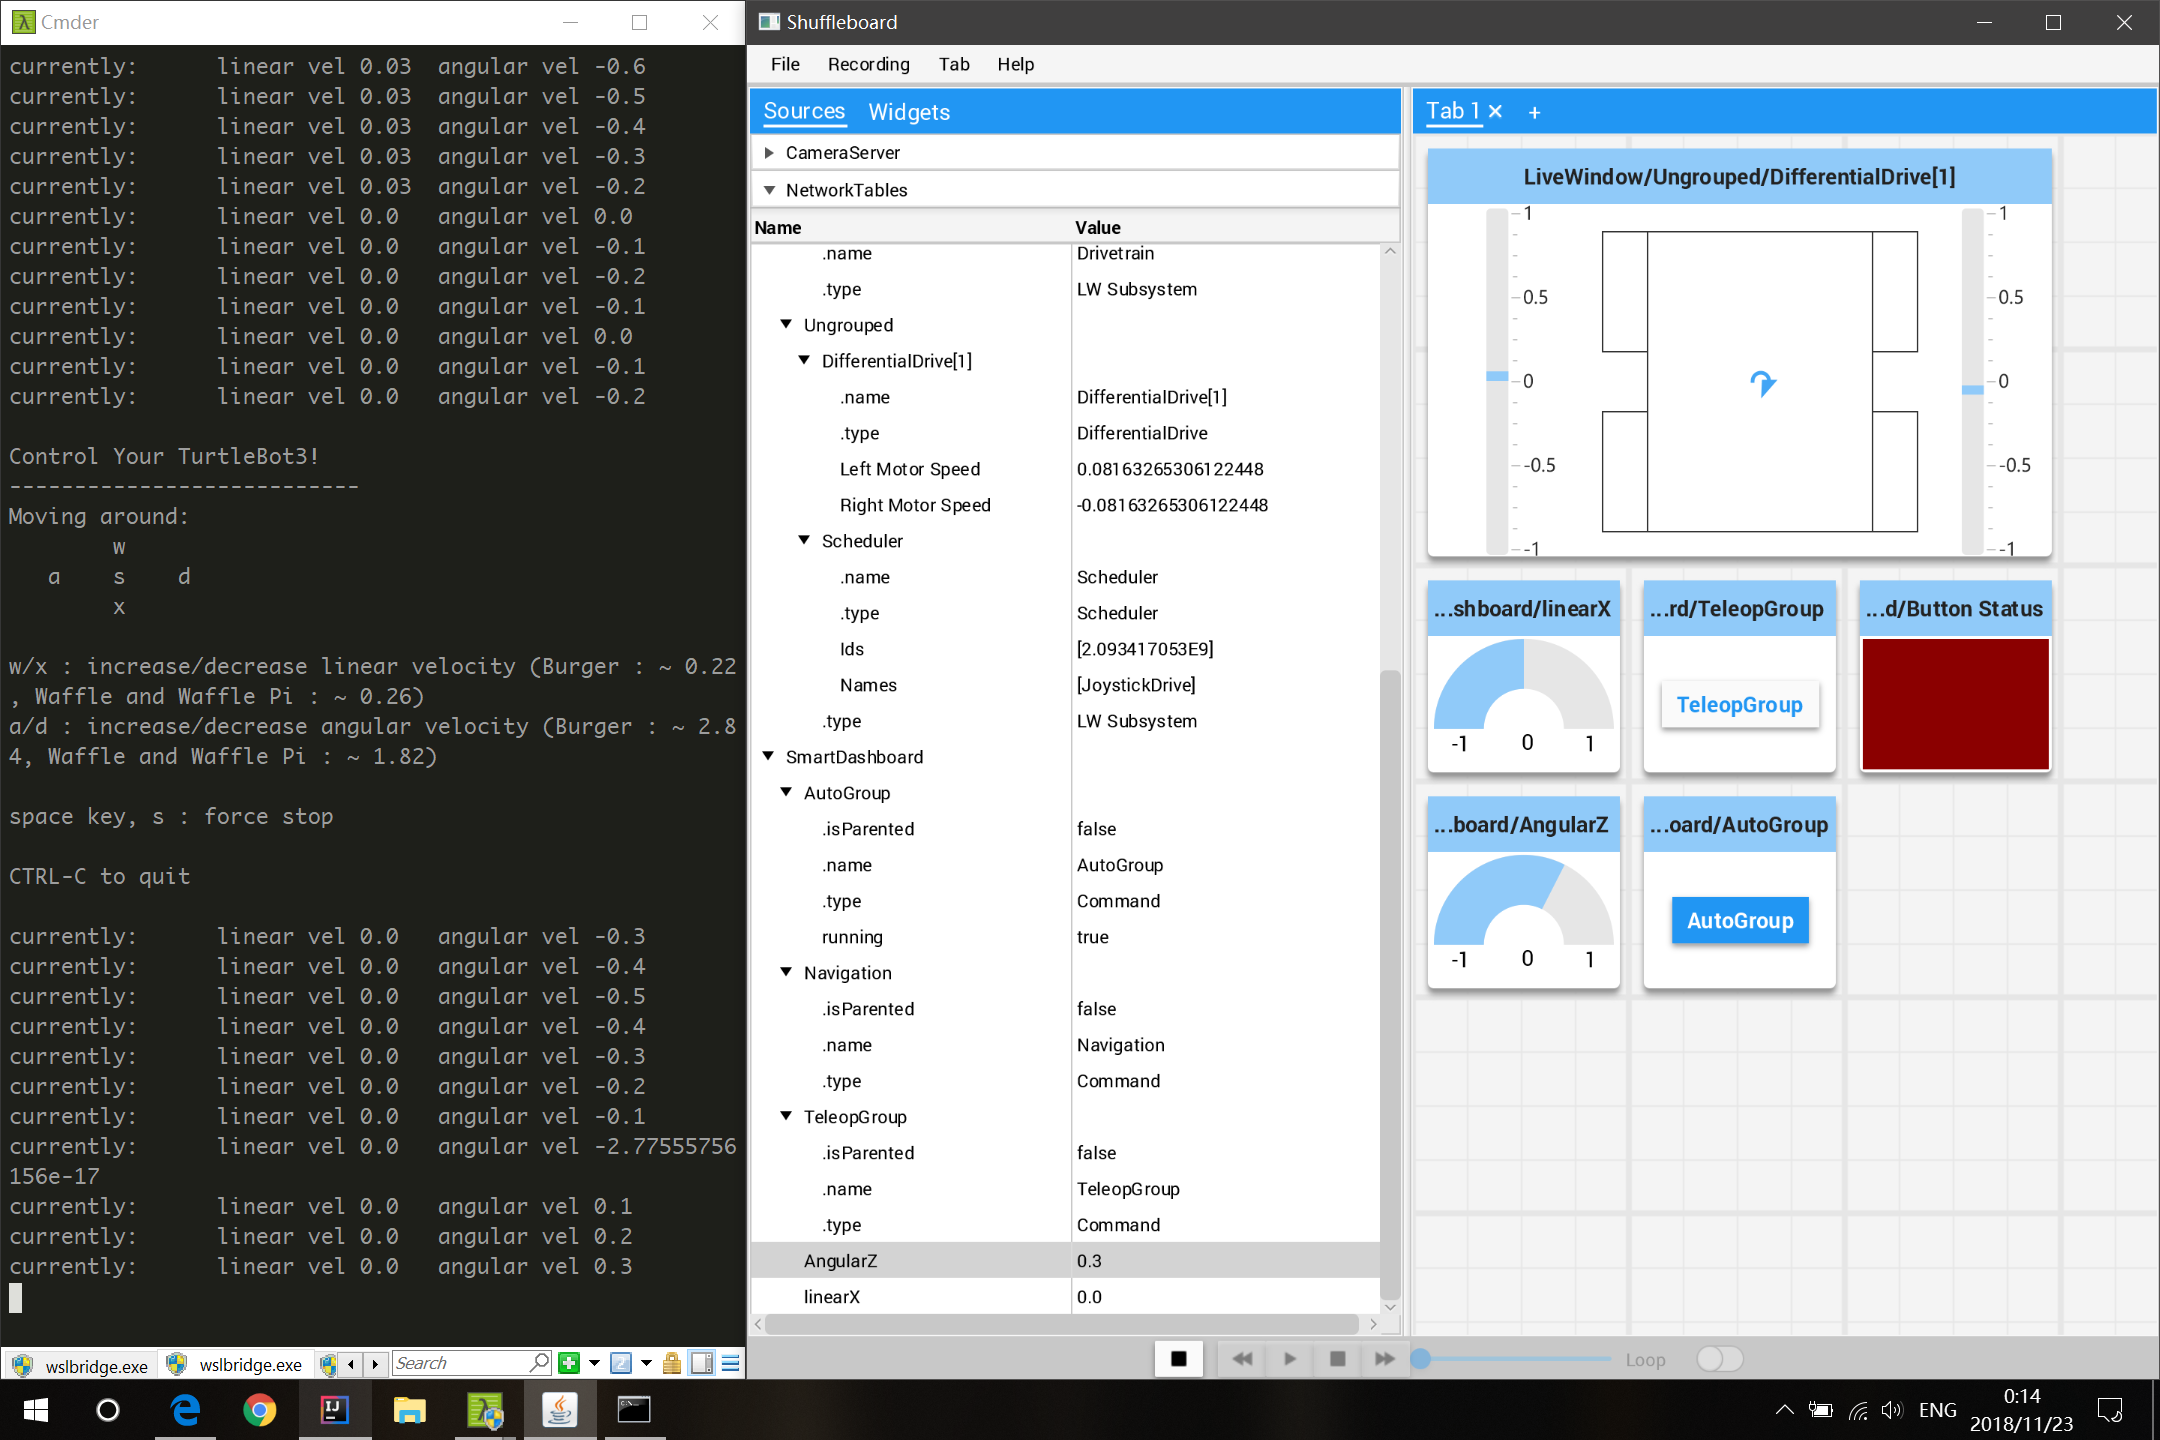 Cmder
currently:      linear vel 0.03  angular vel -0.6
currently:      linear vel 0.03  angular vel -0.5
currently:      linear vel 0.03  angular vel -0.4
currently:      linear vel 0.03  angular vel -0.3
currently:      linear vel 0.03  angular vel -0.2
currently:      linear vel 0.0   angular vel 0.0
currently:      linear vel 0.0   angular vel -0.1
currently:      linear vel 0.0   angular vel -0.2
currently:      linear vel 0.0   angular vel -0.1
currently:      linear vel 0.0   angular vel 0.0
currently:      linear vel 0.0   angular vel -0.1
currently:      linear vel 0.0   angular vel -0.2
Control Your TurtleBot3!
---------------------------
Moving around:
w
a    s    d
x
w/x : increase/decrease linear velocity (Burger : ~ 0.22
, Waffle and Waffle Pi : ~ 0.26)
a/d : increase/decrease angular velocity (Burger : ~ 2.8
4, Waffle and Waffle Pi : ~ 1.82)
space key, s : force stop
CTRL-C to quit
currently:      linear vel 0.0   angular vel -0.3
currently:      linear vel 0.0   angular vel -0.4
currently:      linear vel 0.0   angular vel -0.5
currently:      linear vel 0.0   angular vel -0.4
currently:      linear vel 0.0   angular vel -0.3
currently:      linear vel 0.0   angular vel -0.2
currently:      linear vel 0.0   angular vel -0.1
currently:      linear vel 0.0   angular vel -2.77555756
156e-17
currently:      linear vel 0.0   angular vel 0.1
currently:      linear vel 0.0   angular vel 0.2
currently:      linear vel 0.0   angular vel 0.3
wslbridge.exe wslbridge.exe Search 2
Shuffleboard
File Recording Tab Help
Sources Widgets
CameraServer
NetworkTables
Name Value
.name Drivetrain
.type LW Subsystem
Ungrouped
DifferentialDrive[1]
.name DifferentialDrive[1]
.type DifferentialDrive
Left Motor Speed 0.08163265306122448
Right Motor Speed -0.08163265306122448
Scheduler
.name Scheduler
.type Scheduler
Ids [2.093417053E9]
Names [JoystickDrive]
.type LW Subsystem
SmartDashboard
AutoGroup
.isParented false
.name AutoGroup
.type Command
running true
Navigation
.isParented false
.name Navigation
.type Command
TeleopGroup
.isParented false
.name TeleopGroup
.type Command
AngularZ 0.3
linearX 0.0
Tab 1 × +
LiveWindow/Ungrouped/DifferentialDrive[1]
1 1
0.5 0.5
0 0
-0.5 -0.5
-1 -1
...shboard/linearX ...rd/TeleopGroup ...d/Button Status
TeleopGroup
-1 0 1
...board/AngularZ ...oard/AutoGroup
AutoGroup
-1 0 1
Loop
ENG
0:14
2018/11/23